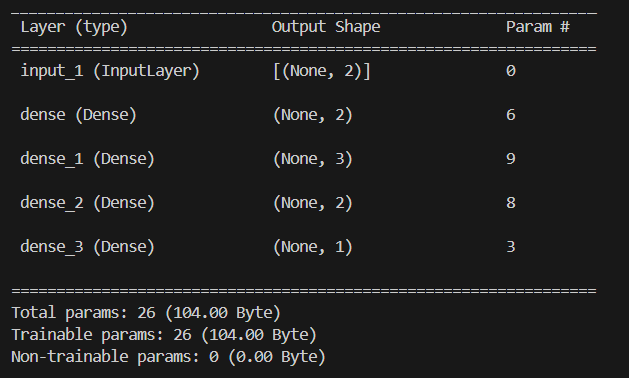 Layer (type) Output Shape Param #
input_1 (InputLayer) [(None, 2)] 0
dense (Dense) (None, 2) 6
dense_1 (Dense) (None, 3) 9
dense_2 (Dense) (None, 2) 8
dense_3 (Dense) (None, 1) 3
Total params: 26 (104.00 Byte)
Trainable params: 26 (104.00 Byte)
Non-trainable params: 0 (0.00 Byte)